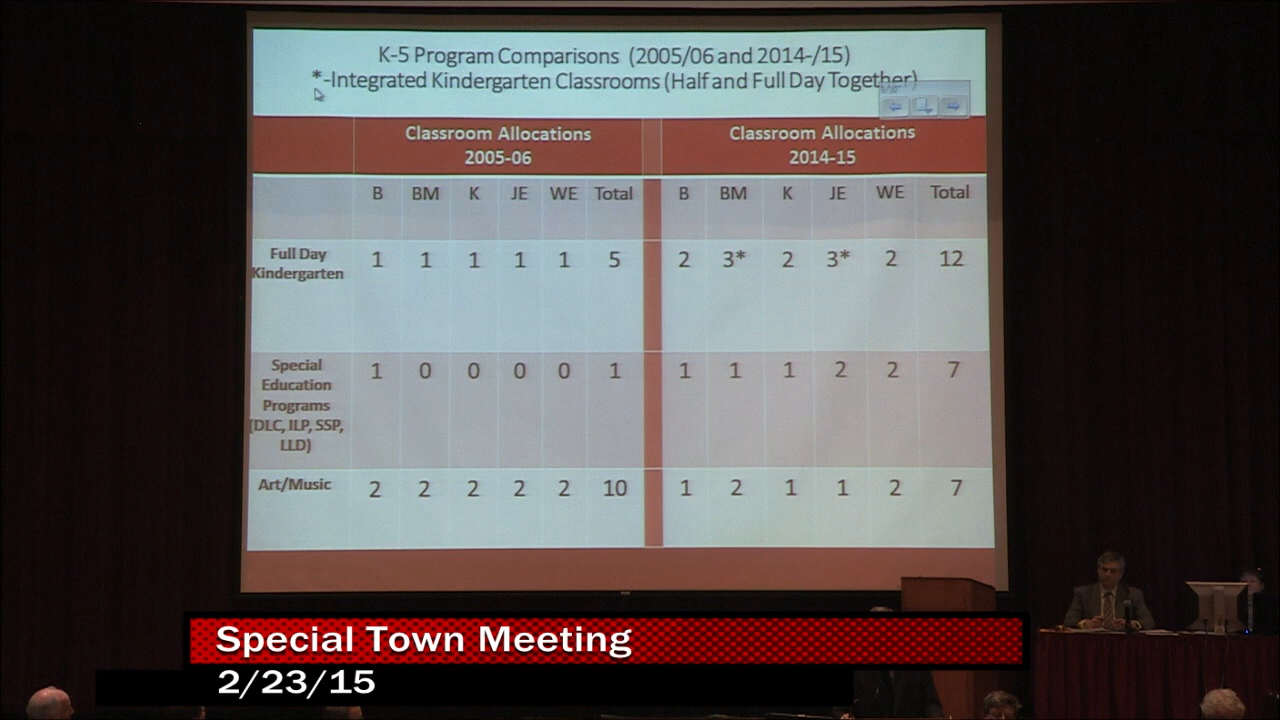 K-5 Program Comparisons (2005/06 and 2014-/15)
*-Integrated Kindergarten Classrooms (Half and Full Day Together)
Classroom Allocations
2005-06
Classroom Allocations
2014-15
B BM K JE WE Total B BM K JE WE Total
Full Day
Kindergarten
1 1 1 1 1 5 2 3* 2 3* 2 12
Special
Education
Programs
(DLC, ILP, SSP,
LLD)
1 0 0 0 0 1 1 1 1 2 2 7
Art/Music 2 2 2 2 2 10 1 2 1 1 2 7
Special Town Meeting
2/23/15